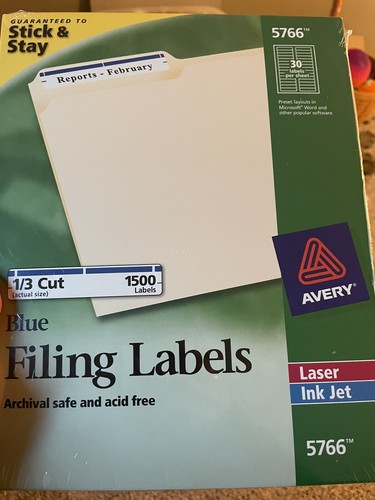 GUARANTEED TO
Stick &
Stay
5766™
30
labels
per sheet
Preset layouts in
Microsoft® Word and
other popular software
Reports - February
1/3 Cut
(actual size)
1500
Labels
AVERY®
Blue
Filing Labels
Archival safe and acid free
Laser
Ink Jet
5766™